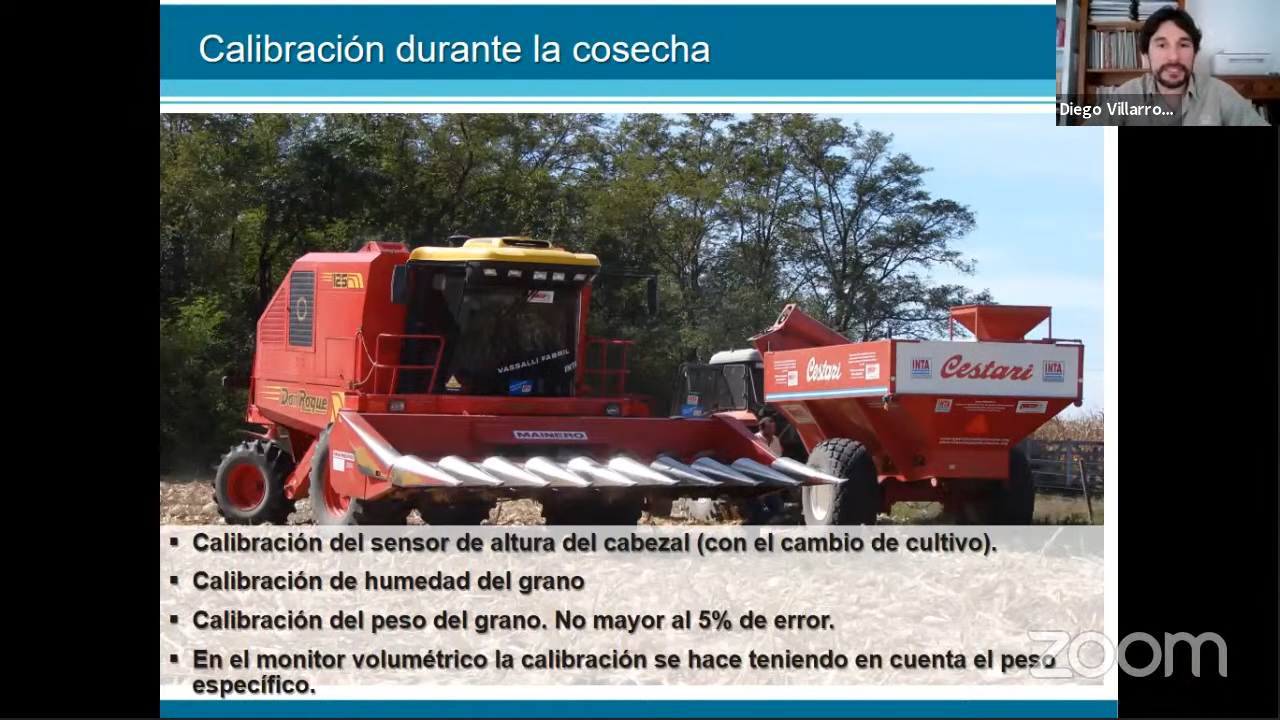 Calibración durante la cosecha
Diego Villarro...
125
VASSALLI FABRIL
INTA
Don Roque
MAINERO
Cestari
INTA
Cestari
INTA
▪ Calibración del sensor de altura del cabezal (con el cambio de cultivo).
▪ Calibración de humedad del grano
▪ Calibración del peso del grano. No mayor al 5% de error.
▪ En el monitor volumétrico la calibración se hace teniendo en cuenta el peso
específico.
zoom